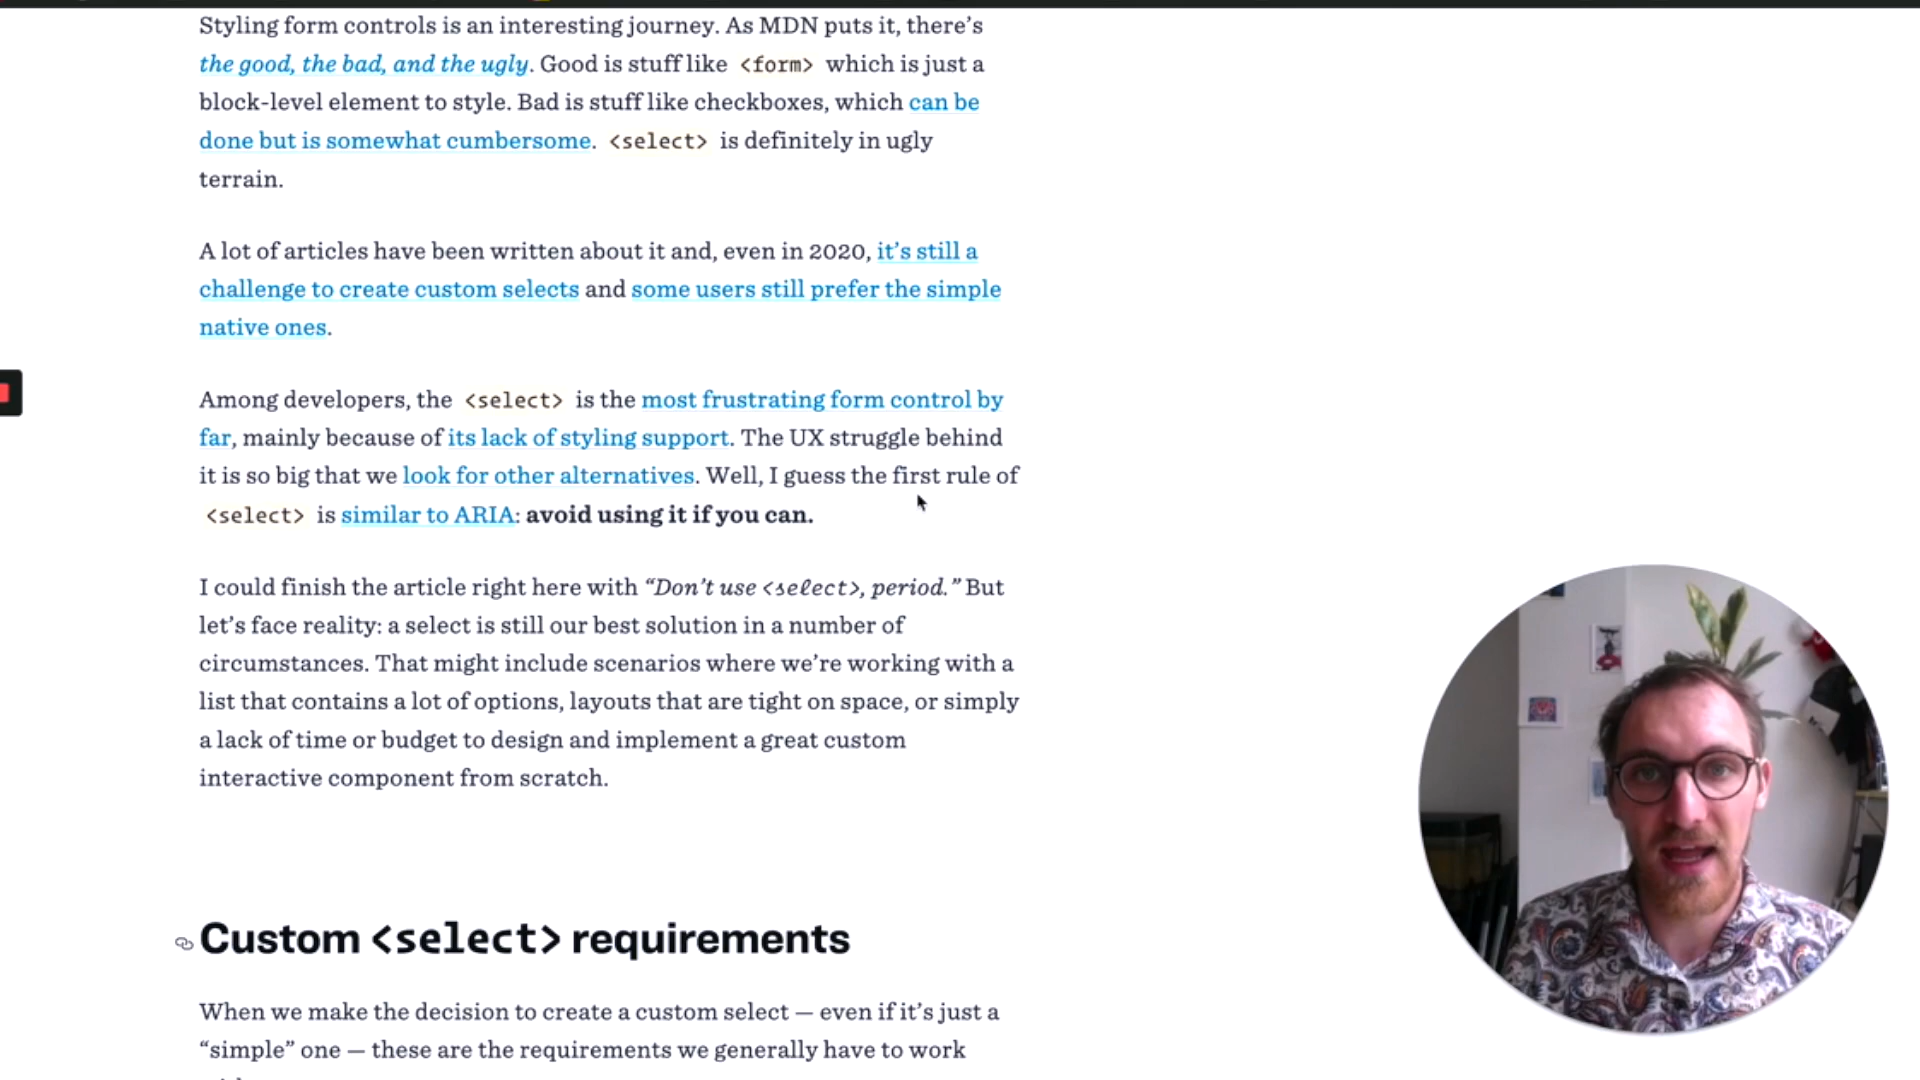 Styling form controls is an interesting journey. As MDN puts it, there’s
the good, the bad, and the ugly. Good is stuff like <form> which is just a
block-level element to style. Bad is stuff like checkboxes, which can be
done but is somewhat cumbersome. <select> is definitely in ugly
terrain.
A lot of articles have been written about it and, even in 2020, it’s still a
challenge to create custom selects and some users still prefer the simple
native ones.
Among developers, the <select> is the most frustrating form control by
far, mainly because of its lack of styling support. The UX struggle behind
it is so big that we look for other alternatives. Well, I guess the first rule of
<select> is similar to ARIA: avoid using it if you can.
I could finish the article right here with “Don’t use <select>, period.” But
let’s face reality: a select is still our best solution in a number of
circumstances. That might include scenarios where we’re working with a
list that contains a lot of options, layouts that are tight on space, or simply
a lack of time or budget to design and implement a great custom
interactive component from scratch.
Custom <select> requirements
When we make the decision to create a custom select — even if it’s just a
“simple” one — these are the requirements we generally have to work